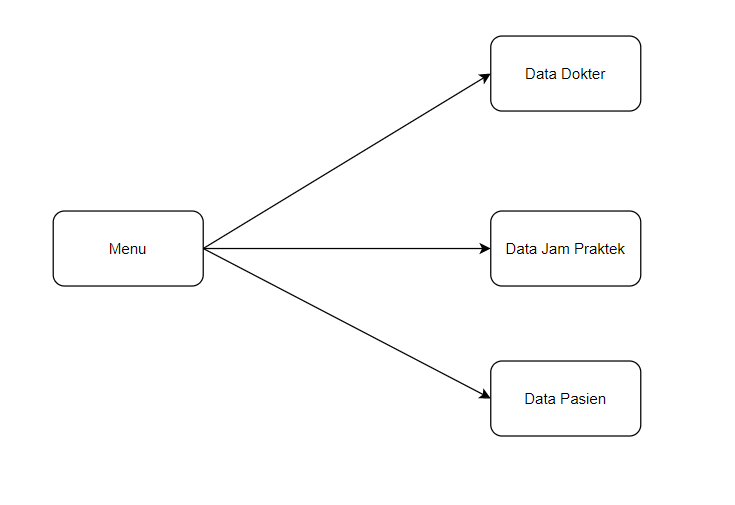 Data Dokter
Menu
Data Jam Praktek
Data Pasien